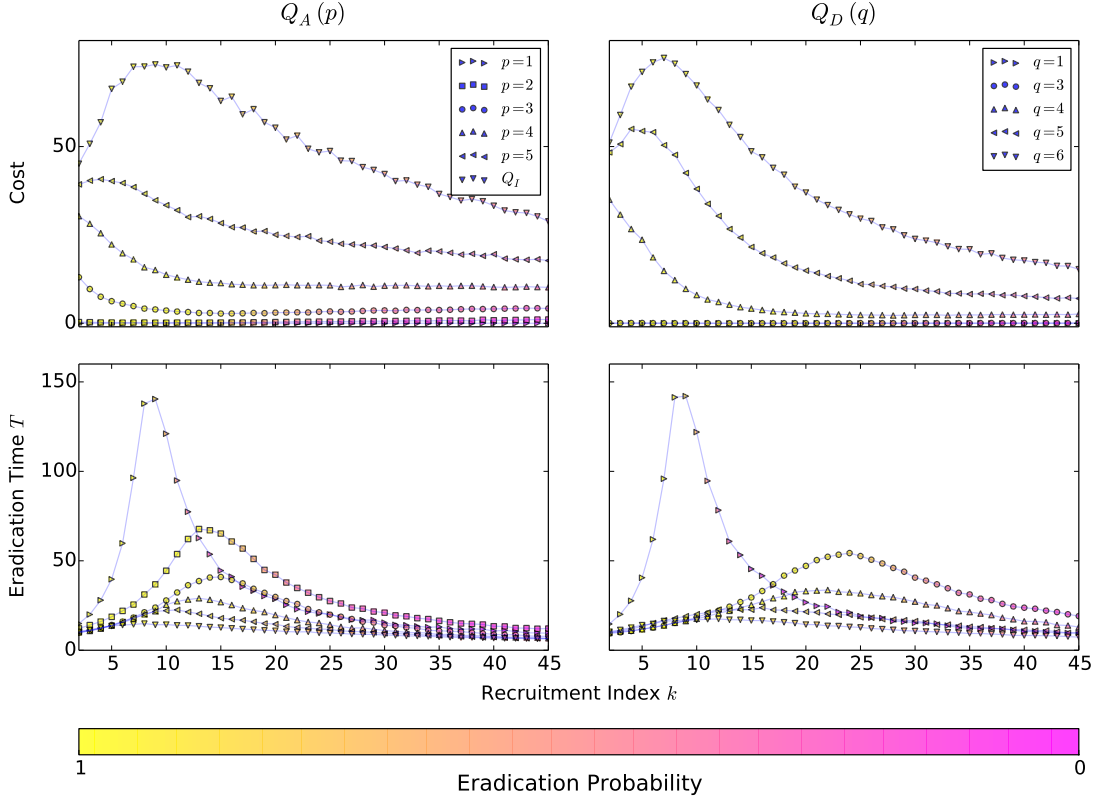 Q_A (p)
Q_D (q)
Cost
50
0
p=1
p=2
p=3
p=4
p=5
Q_I
50
0
q=1
q=3
q=4
q=5
q=6
Eradication Time T
150
100
50
0
5 10 15 20 25 30 35 40 45
5 10 15 20 25 30 35 40 45
Recruitment Index k
1 0
Eradication Probability